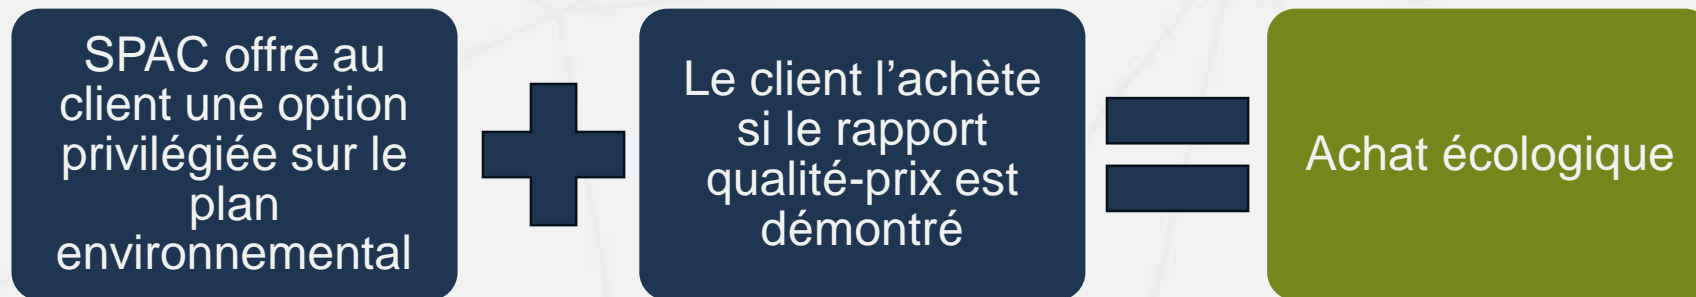 SPAC offre au
client une option
privilégiée sur le
plan
environnemental
Le client l’achète
si le rapport
qualité-prix est
démontré
Achat écologique